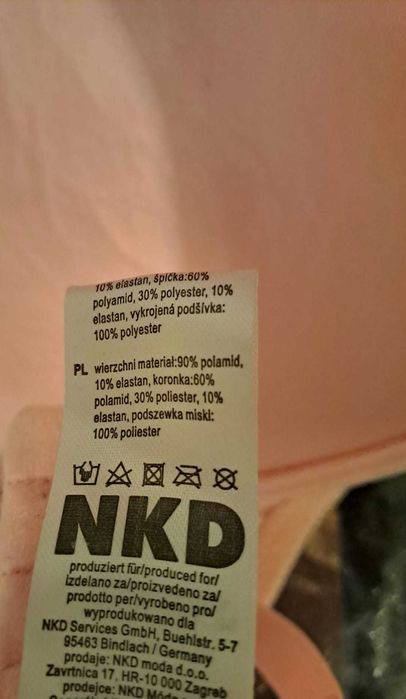 10% elastan, špička:60%
polyamid, 30% polyester, 10%
elastan, vykrojená podšívka:
100% polyester
PL wierzchni materiał:90% polamid,
10% elastan, koronka:60%
polamid, 30% poliester, 10%
elastan, podszewka miski:
100% poliester
NKD
produziert für/produced for/
izdelano za/proizvedeno za/
prodotto per/vyrobeno pro/
wyprodukowano dla
NKD Services GmbH, Buehlstr. 5-7
95463 Bindlach / Germany
prodaje: NKD moda d.o.o.
Zavrtnica 17, HR-10 000 Zagreb
prodejce: NKD Móda